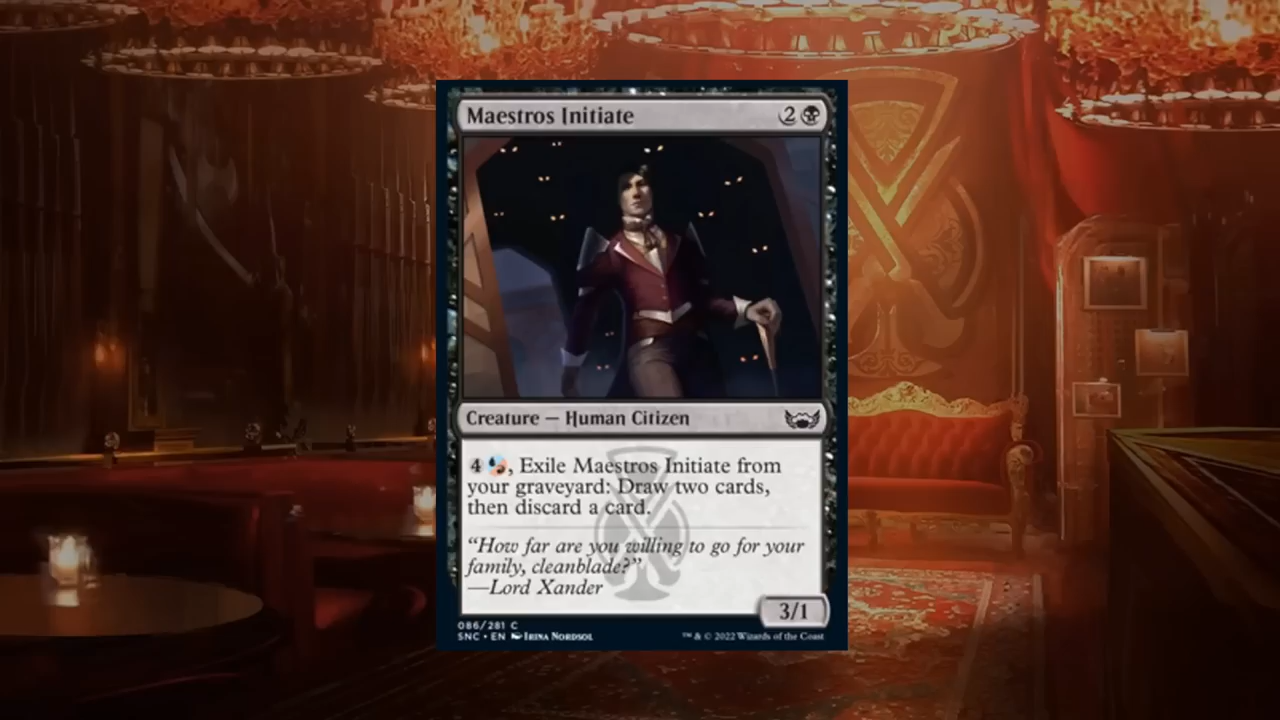 Maestros Initiate 2
Creature — Human Citizen
4, Exile Maestros Initiate from
your graveyard: Draw two cards,
then discard a card.
“How far are you willing to go for your
family, cleanblade?”
—Lord Xander
3/1
086/281 C
SNC • EN Irina Nordsol
™ & © 2022 Wizards of the Coast